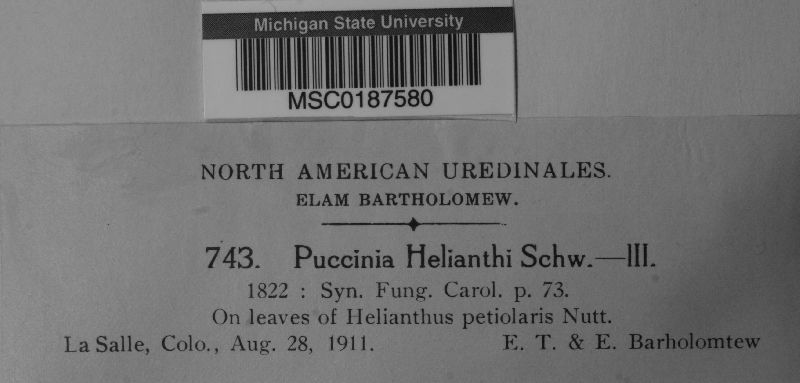 Michigan State University
MSC0187580
NORTH AMERICAN UREDINALES.
ELAM BARTHOLOMEW.
743. Puccinia Helianthi Schw.—III.
1822 : Syn. Fung. Carol. p. 73.
On leaves of Helianthus petiolaris Nutt.
La Salle, Colo., Aug. 28, 1911. E. T. & E. Barholomtew